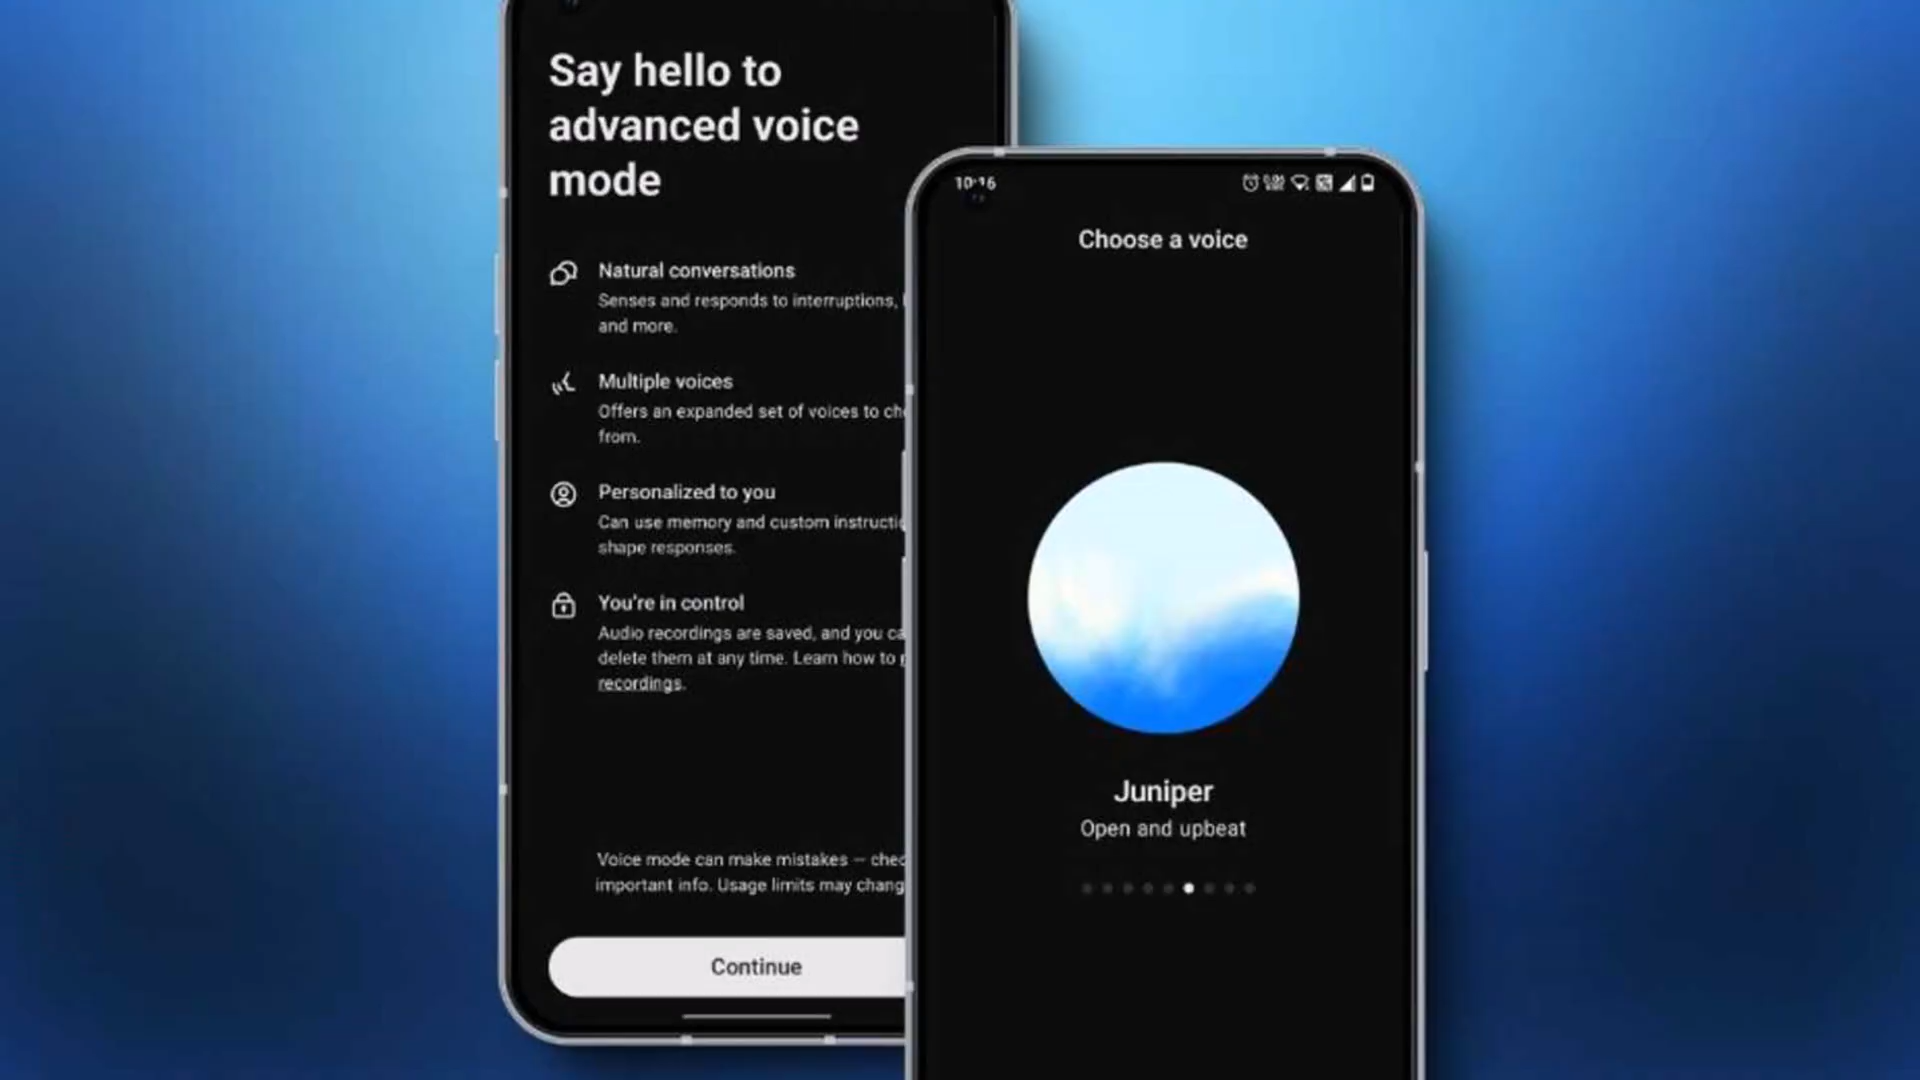 Say hello to
advanced voice
mode
Natural conversations
Senses and responds to interruptions,
and more.
Multiple voices
Offers an expanded set of voices to
from.
Personalized to you
Can use memory and custom
shape responses.
You're in control
Audio recordings are saved, and you
delete them at any time. Learn how to
recordings.
Voice mode can make mistakes —
important info. Usage limits may
Continue
10:16
Choose a voice
Juniper
Open and upbeat